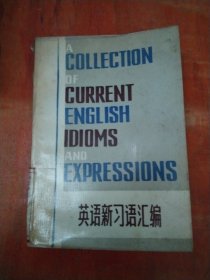 A
COLLECTION
OF
CURRENT
ENGLISH
IDIOMS
AND
EXPRESSIONS
英语新习语汇编